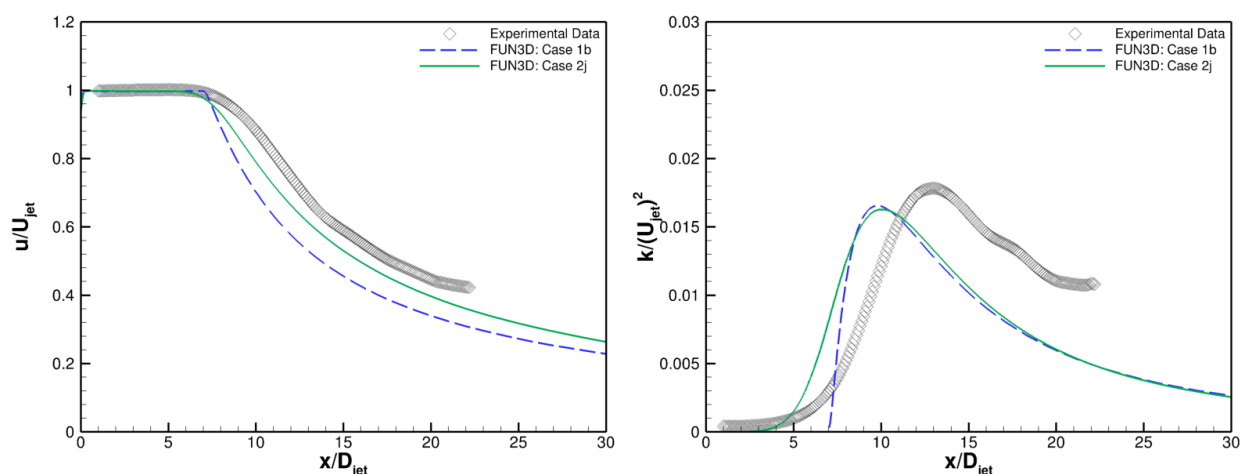 1.2
1
0.8
0.6
0.4
0.2
0
u/U_jet
0 5 10 15 20 25 30
x/D_jet
Experimental Data
FUN3D: Case 1b
FUN3D: Case 2j
0.03
0.025
0.02
0.015
0.01
0.005
0
k/(U_jet)^2
0 5 10 15 20 25 30
x/D_jet
Experimental Data
FUN3D: Case 1b
FUN3D: Case 2j